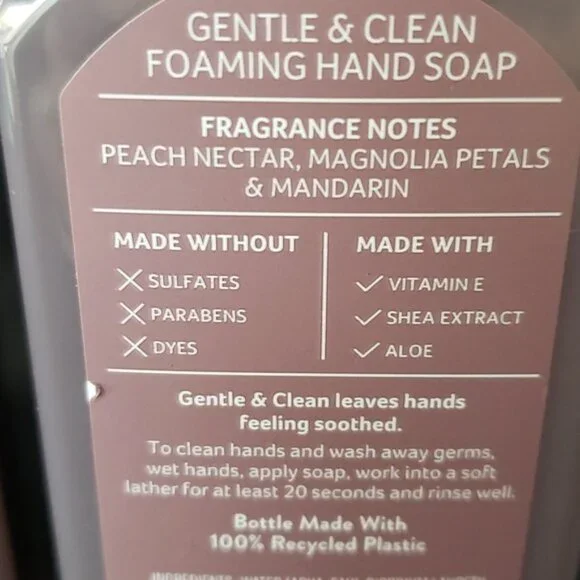 GENTLE & CLEAN
FOAMING HAND SOAP
FRAGRANCE NOTES
PEACH NECTAR, MAGNOLIA PETALS
& MANDARIN
MADE WITHOUT
SULFATES
PARABENS
DYES
MADE WITH
VITAMIN E
SHEA EXTRACT
ALOE
Gentle & Clean leaves hands
feeling soothed.
To clean hands and wash away germs,
wet hands, apply soap, work into a soft
lather for at least 20 seconds and rinse well.
Bottle Made With
100% Recycled Plastic